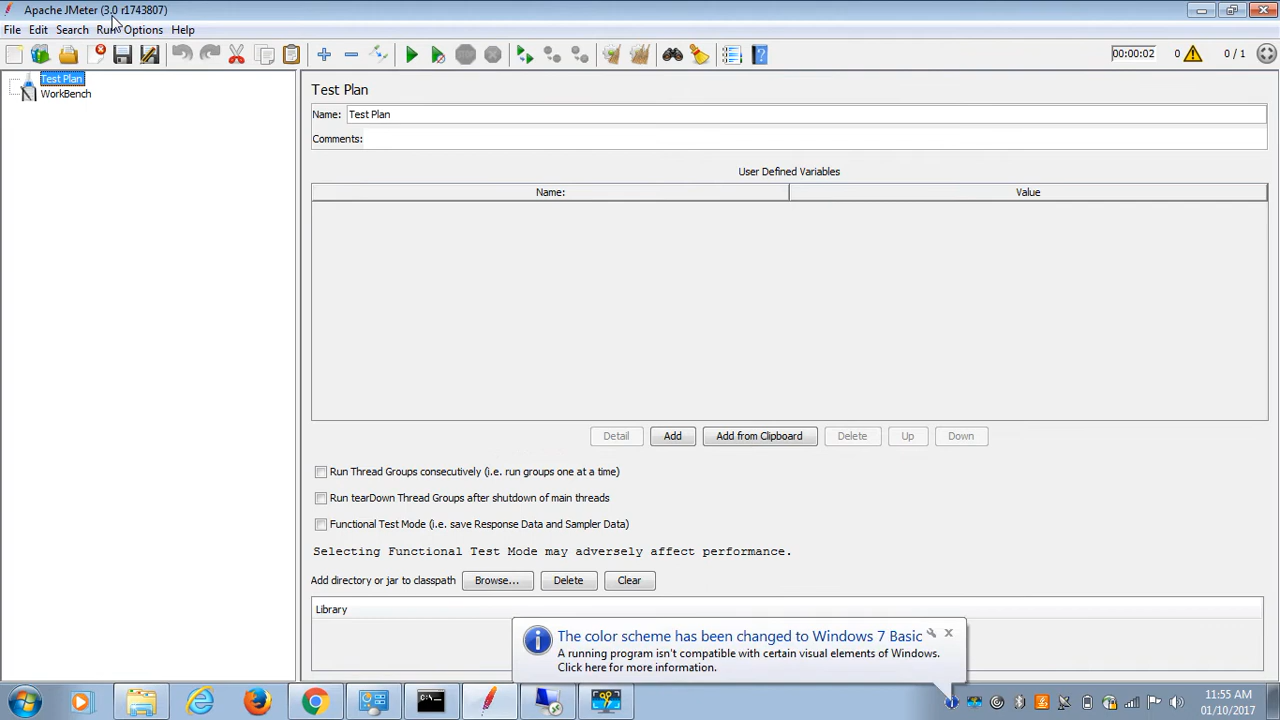 Apache JMeter (3.0 r1743807)
File Edit Search Run Options Help
00:00:02 0 0 / 1
Test Plan
WorkBench
Test Plan
Name: Test Plan
Comments:
User Defined Variables
Name: Value
Detail Add Add from Clipboard Delete Up Down
Run Thread Groups consecutively (i.e. run groups one at a time)
Run tearDown Thread Groups after shutdown of main threads
Functional Test Mode (i.e. save Response Data and Sampler Data)
Selecting Functional Test Mode may adversely affect performance.
Add directory or jar to classpath Browse... Delete Clear
Library
The color scheme has been changed to Windows 7 Basic
A running program isn't compatible with certain visual elements of Windows.
Click here for more information.
11:55 AM
01/10/2017